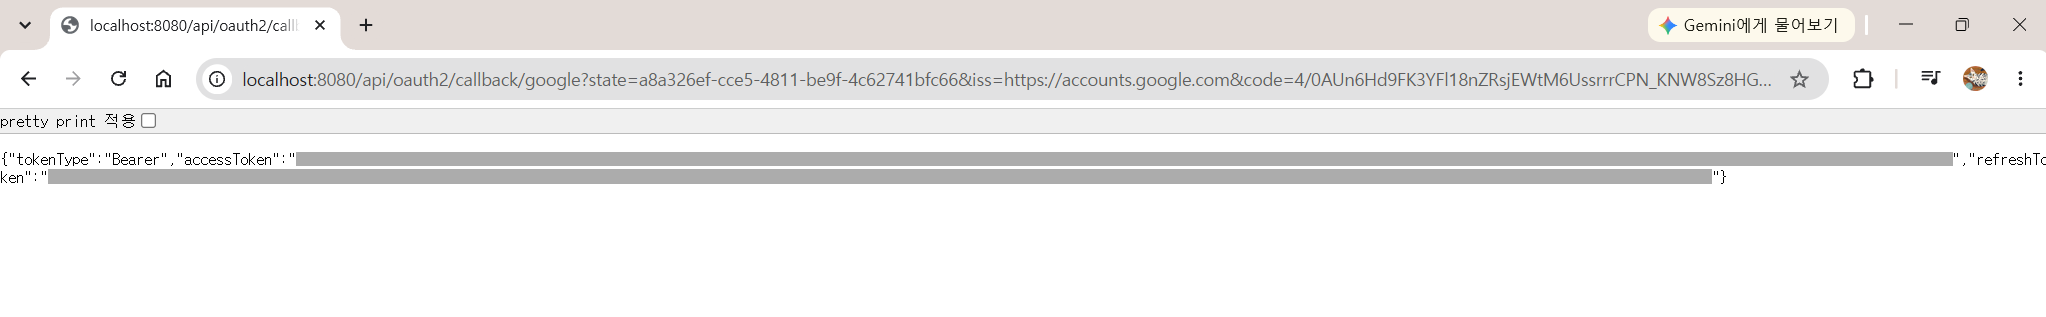 localhost:8080/api/oauth2/call
Gemini에게 물어보기
localhost:8080/api/oauth2/callback/google?state=a8a326ef-cce5-4811-be9f-4c62741bfc66&iss=https://accounts.google.com&code=4/0AUn6Hd9FK3YFl18nZRsjEWtM6UssrrrCPN_KNW8Sz8HG...
pretty print 적용
{"tokenType":"Bearer","accessToken":"","refreshTo
ken":""}